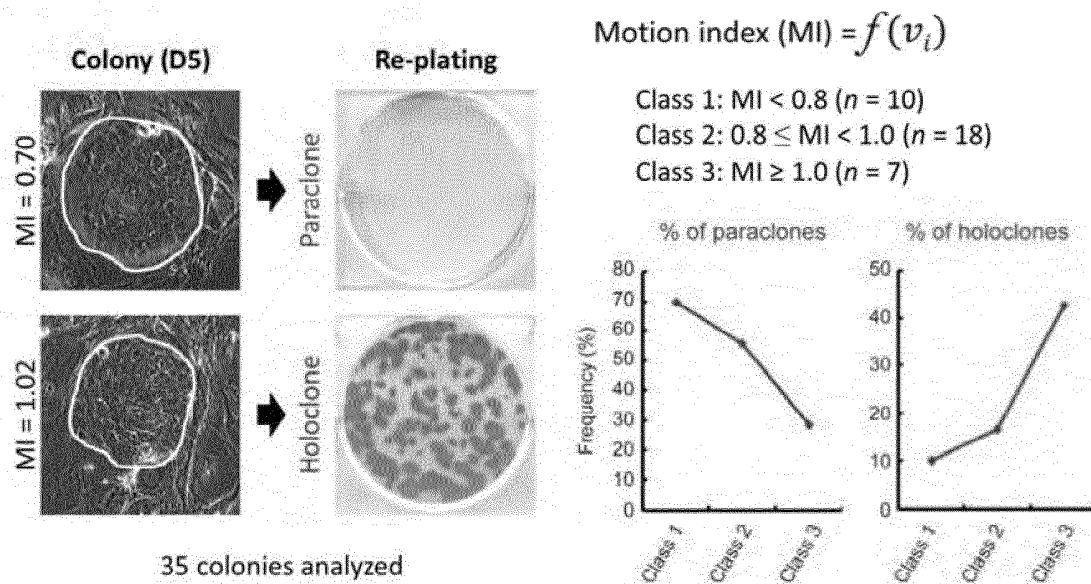 Colony (D5)
Re-plating
MI = 0.70
Paraclone
MI = 1.02
Holoclone
35 colonies analyzed
Motion index (MI) = f(vᵢ)
Class 1: MI < 0.8 (n = 10)
Class 2: 0.8 ≤ MI < 1.0 (n = 18)
Class 3: MI ≥ 1.0 (n = 7)
% of paraclones
Frequency (%)
80
70
60
50
40
30
20
10
0
Class 1
Class 2
Class 3
% of holoclones
50
40
30
20
10
0
Class 1
Class 2
Class 3